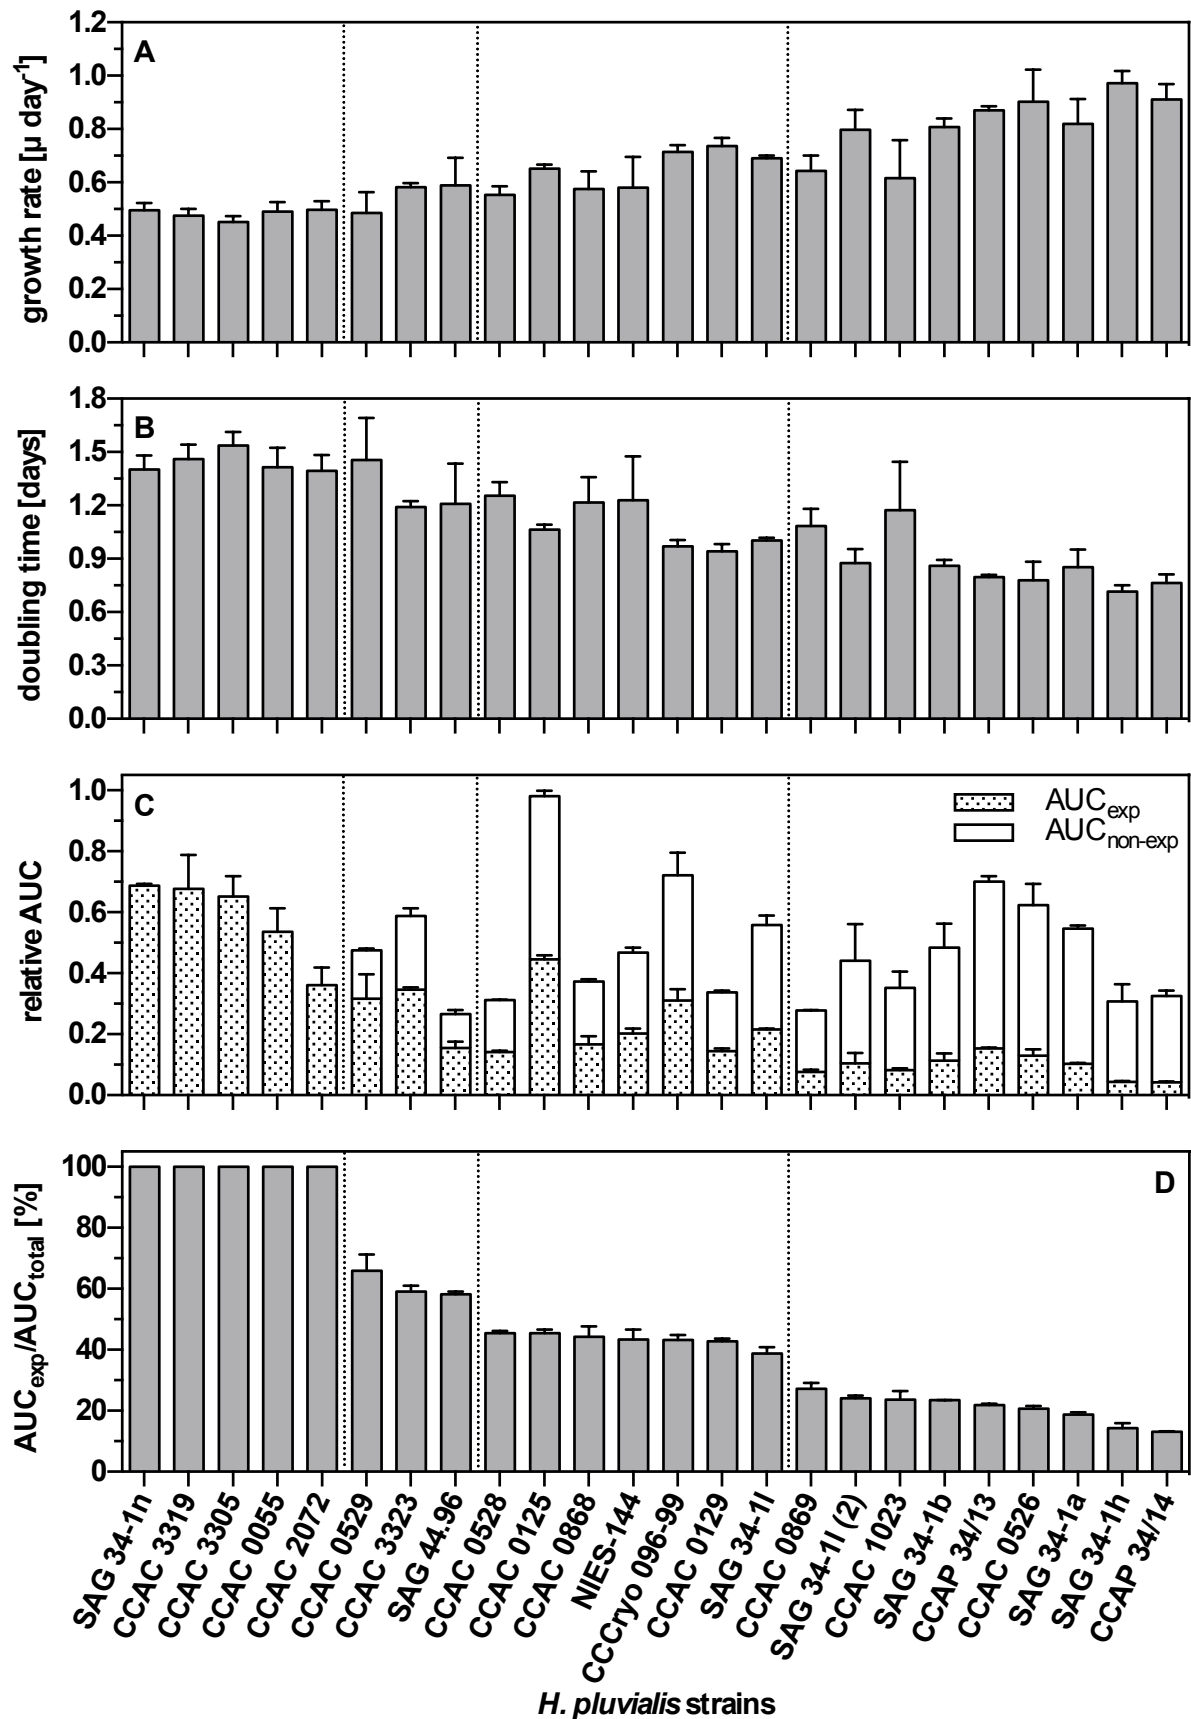 A
growth rate [µ day-1]
1.2
1.0
0.8
0.6
0.4
0.2
0.0
B
doubling time [days]
1.8
1.5
1.2
0.9
0.6
0.3
0.0
C
relative AUC
1.0
0.8
0.6
0.4
0.2
0.0
AUCexp
AUCnon-exp
D
AUCexp/AUCtotal [%]
100
80
60
40
20
0
SAG 34-1n
CCAC 3319
CCAC 3305
CCAC 0055
CCAC 2072
CCAC 0529
CCAC 3323
SAG 44.96
CCAC 0528
CCAC 0125
CCAC 0868
NIES-144
CCCryo 096-99
CCAC 0129
SAG 34-1l
CCAC 0869
SAG 34-1l (2)
CCAC 1023
SAG 34-1b
CCAP 34/13
CCAC 0526
SAG 34-1a
SAG 34-1h
CCAP 34/14
H. pluvialis strains